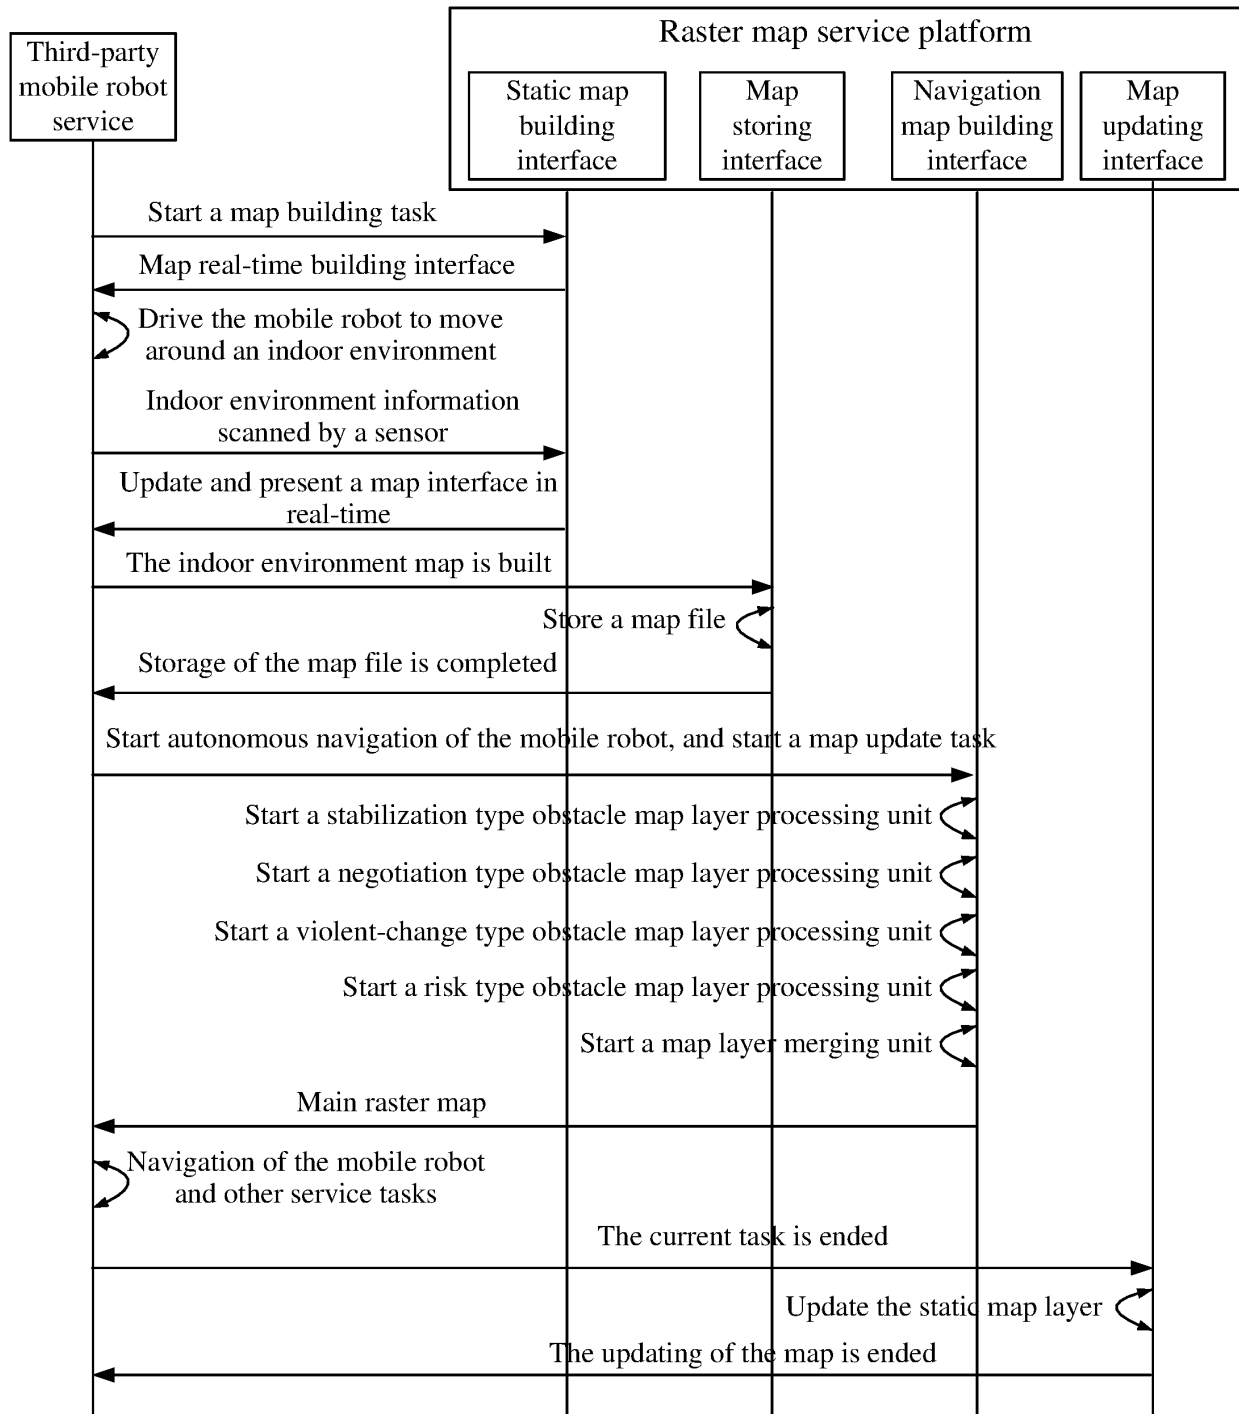 Raster map service platform
Third-party
mobile robot
service
Static map
building
interface
Map
storing
interface
Navigation
map building
interface
Map
updating
interface
Start a map building task
Map real-time building interface
Drive the mobile robot to move
around an indoor environment
Indoor environment information
scanned by a sensor
Update and present a map interface in
real-time
The indoor environment map is built
Store a map file
Storage of the map file is completed
Start autonomous navigation of the mobile robot, and start a map update task
Start a stabilization type obstacle map layer processing unit
Start a negotiation type obstacle map layer processing unit
Start a violent-change type obstacle map layer processing unit
Start a risk type obstacle map layer processing unit
Start a map layer merging unit
Main raster map
Navigation of the mobile robot
and other service tasks
The current task is ended
Update the static map layer
The updating of the map is ended